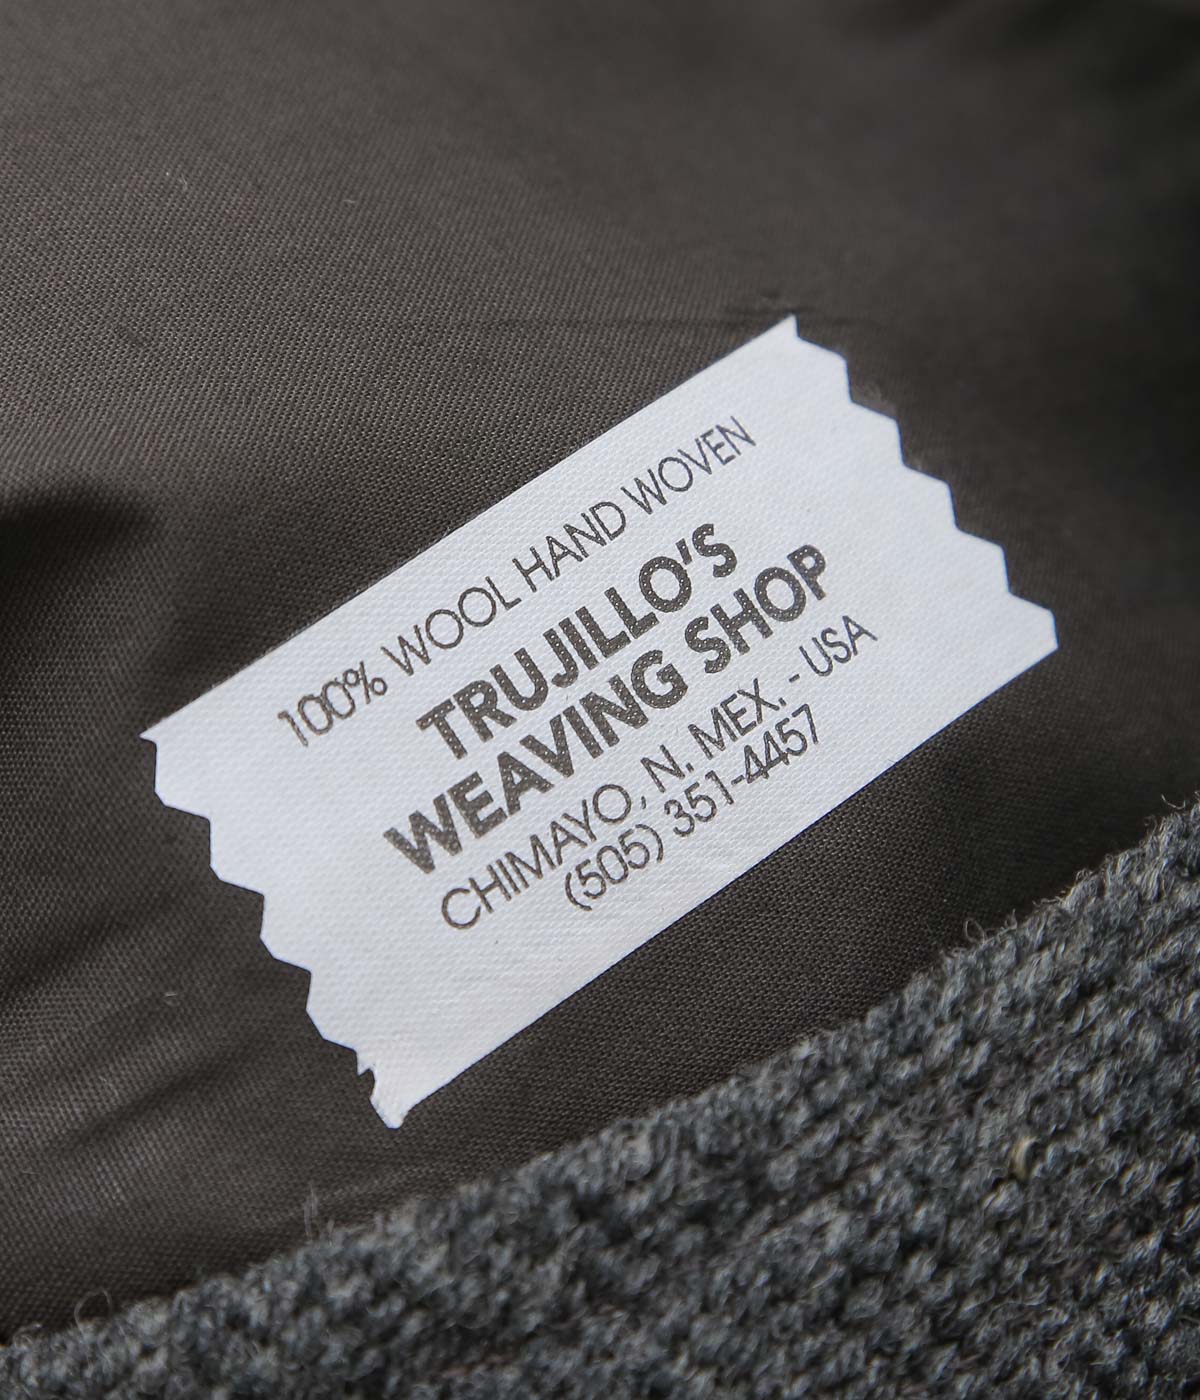 100% WOOL HAND WOVEN
TRUJILLO'S
WEAVING SHOP
CHIMAYO, N. MEX. - USA
(505) 351-4457